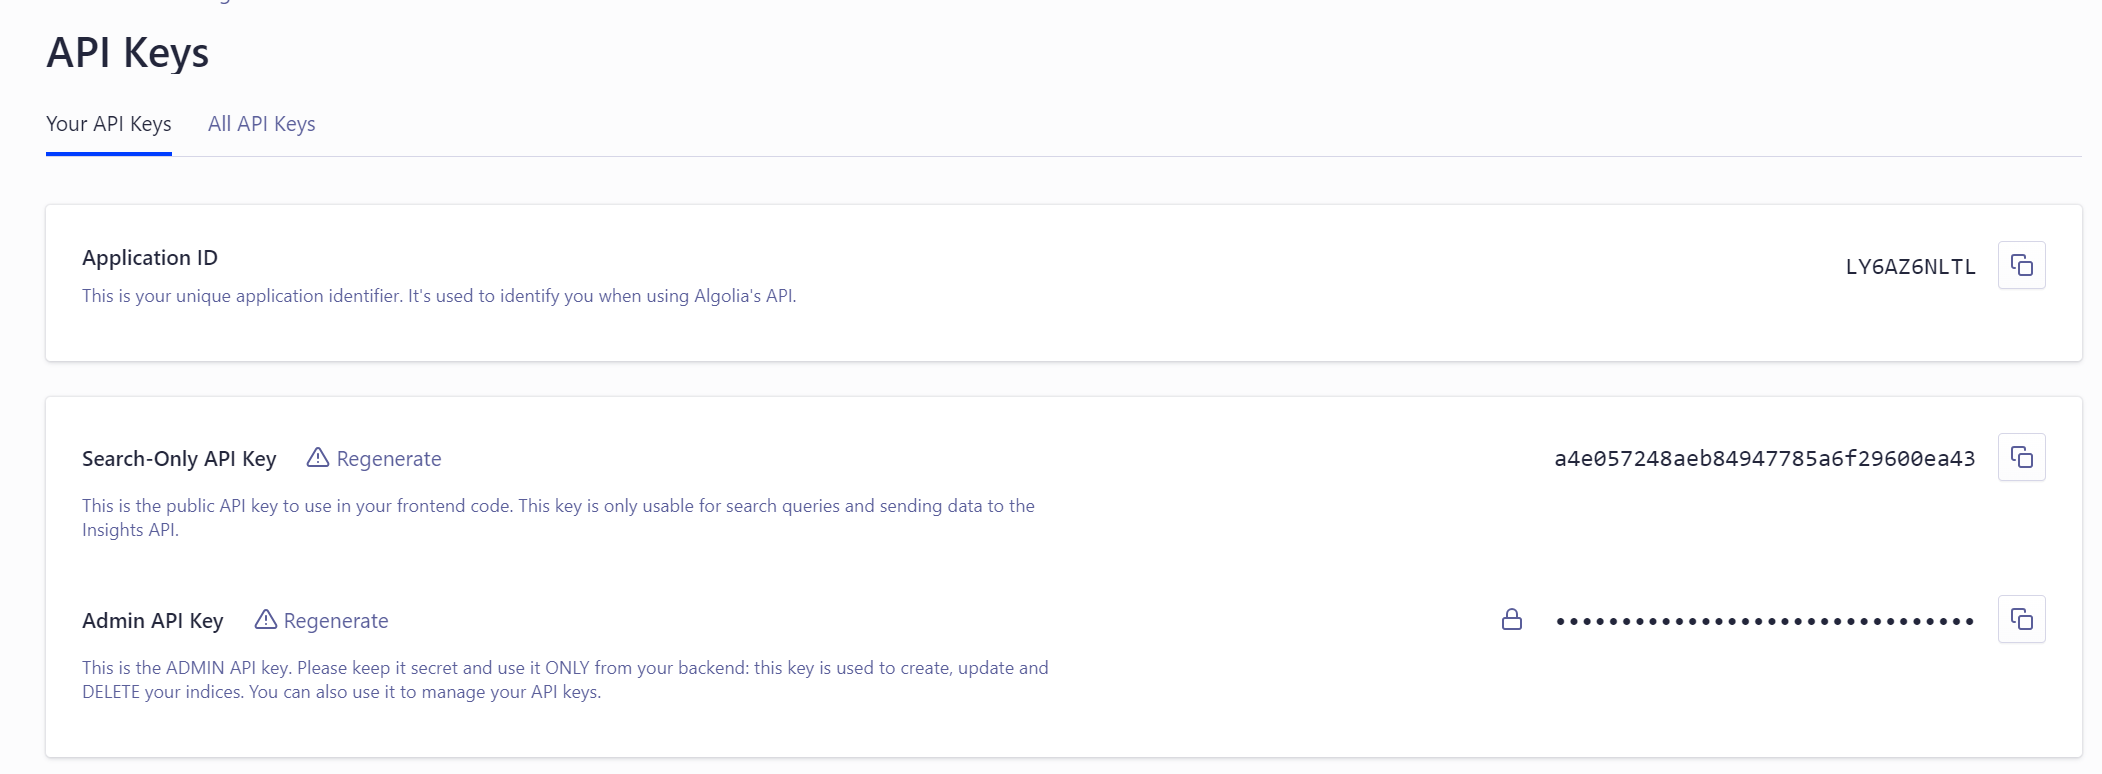 API Keys
Your API Keys
All API Keys
Application ID
LY6AZ6NLTL
This is your unique application identifier. It's used to identify you when using Algolia's API.
Search-Only API Key
Regenerate
a4e057248aeb84947785a6f29600ea43
This is the public API key to use in your frontend code. This key is only usable for search queries and sending data to the
Insights API.
Admin API Key
Regenerate
••••••••••••••••••••••••••••••••
This is the ADMIN API key. Please keep it secret and use it ONLY from your backend: this key is used to create, update and
DELETE your indices. You can also use it to manage your API keys.